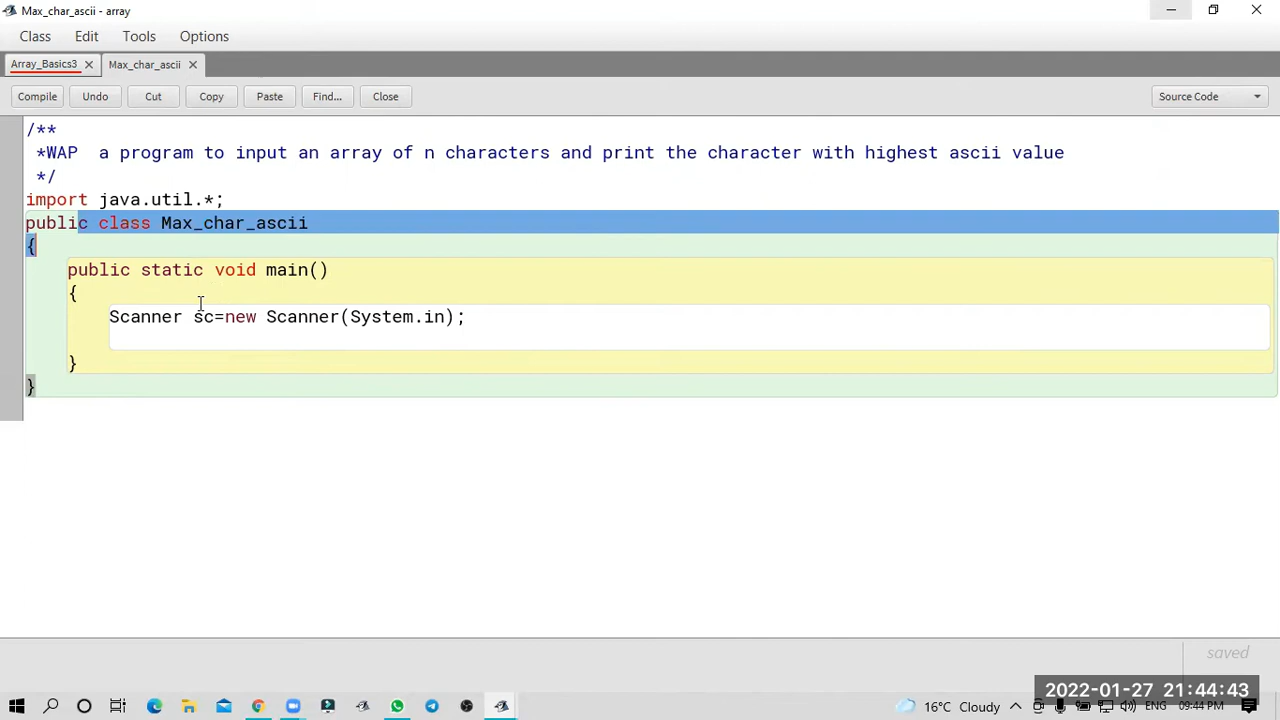 Max_char_ascii - array
Class Edit Tools Options
Array_Basics3 Max_char_ascii
Compile Undo Cut Copy Paste Find... Close Source Code
/**
*WAP a program to input an array of n characters and print the character with highest ascii value
*/
import java.util.*;
public class Max_char_ascii
{
public static void main()
{
Scanner sc=new Scanner(System.in);
}
}
saved
2022-01-27 21:44:43
16°C Cloudy ENG 09:44 PM